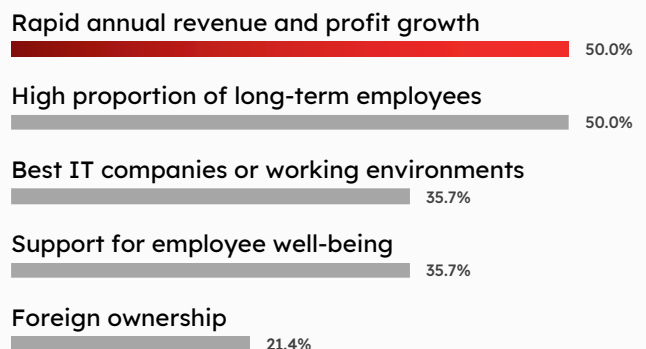 Rapid annual revenue and profit growth
50.0%
High proportion of long-term employees
50.0%
Best IT companies or working environments
35.7%
Support for employee well-being
35.7%
Foreign ownership
21.4%